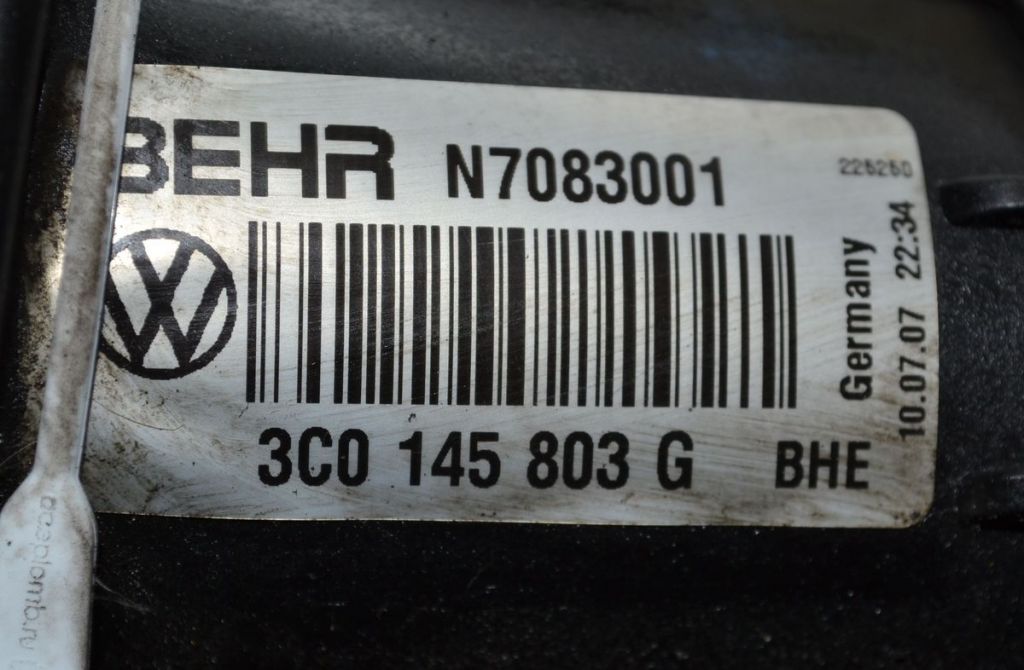 BEHR N7083001
226260
3C0 145 803 G BHE
Germany
10.07.07 22:34